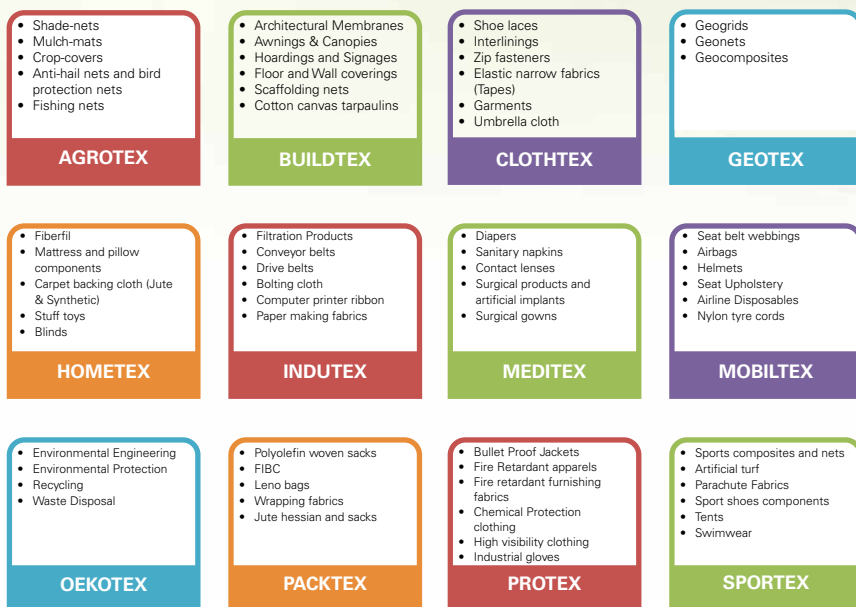 • Shade-nets
• Mulch-mats
• Crop-covers
• Anti-hail nets and bird
protection nets
• Fishing nets
AGROTEX
• Architectural Membranes
• Awnings & Canopies
• Hoardings and Signages
• Floor and Wall coverings
• Scaffolding nets
• Cotton canvas tarpaulins
BUILDTEX
• Shoe laces
• Interlinings
• Zip fasteners
• Elastic narrow fabrics
(Tapes)
• Garments
• Umbrella cloth
CLOTHTEX
• Geogrids
• Geonets
• Geocomposites
GEOTEX
• Fiberfil
• Mattress and pillow
components
• Carpet backing cloth (Jute
& Synthetic)
• Stuff toys
• Blinds
HOMETEX
• Filtration Products
• Conveyor belts
• Drive belts
• Bolting cloth
• Computer printer ribbon
• Paper making fabrics
INDUTEX
• Diapers
• Sanitary napkins
• Contact lenses
• Surgical products and
artificial implants
• Surgical gowns
MEDITEX
• Seat belt webbings
• Airbags
• Helmets
• Seat Upholstery
• Airline Disposables
• Nylon tyre cords
MOBILTEX
• Environmental Engineering
• Environmental Protection
• Recycling
• Waste Disposal
OEKOTEX
• Polyolefin woven sacks
• FIBC
• Leno bags
• Wrapping fabrics
• Jute hessian and sacks
PACKTEX
• Bullet Proof Jackets
• Fire Retardant apparels
• Fire retardant furnishing
fabrics
• Chemical Protection
clothing
• High visibility clothing
• Industrial gloves
PROTEX
• Sports composites and nets
• Artificial turf
• Parachute Fabrics
• Sport shoes components
• Tents
• Swimwear
SPORTEX